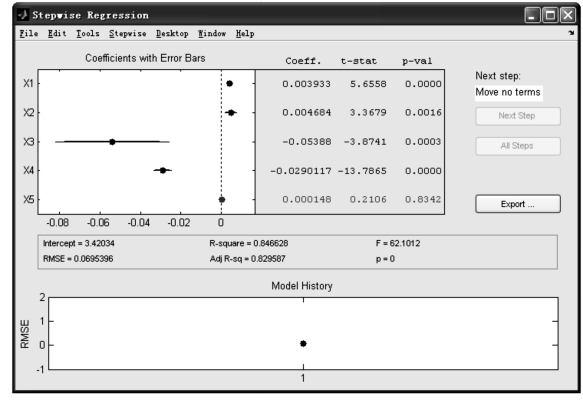 Stepwise Regression
File Edit Tools Stepwise Desktop Window Help
Coefficients with Error Bars
Coeff. t-stat p-val
X1 0.003933 5.6558 0.0000
X2 0.004684 3.3679 0.0016
X3 -0.05388 -3.8741 0.0003
X4 -0.0290117 -13.7865 0.0000
X5 0.000148 0.2106 0.8342
-0.08 -0.06 -0.04 -0.02 0
Next step:
Move no terms
Next Step
All Steps
Export ...
Intercept = 3.42034 R-square = 0.846628 F = 62.1012
RMSE = 0.0695396 Adj R-sq = 0.829587 p = 0
Model History
RMSE
2
1
0
-1
1